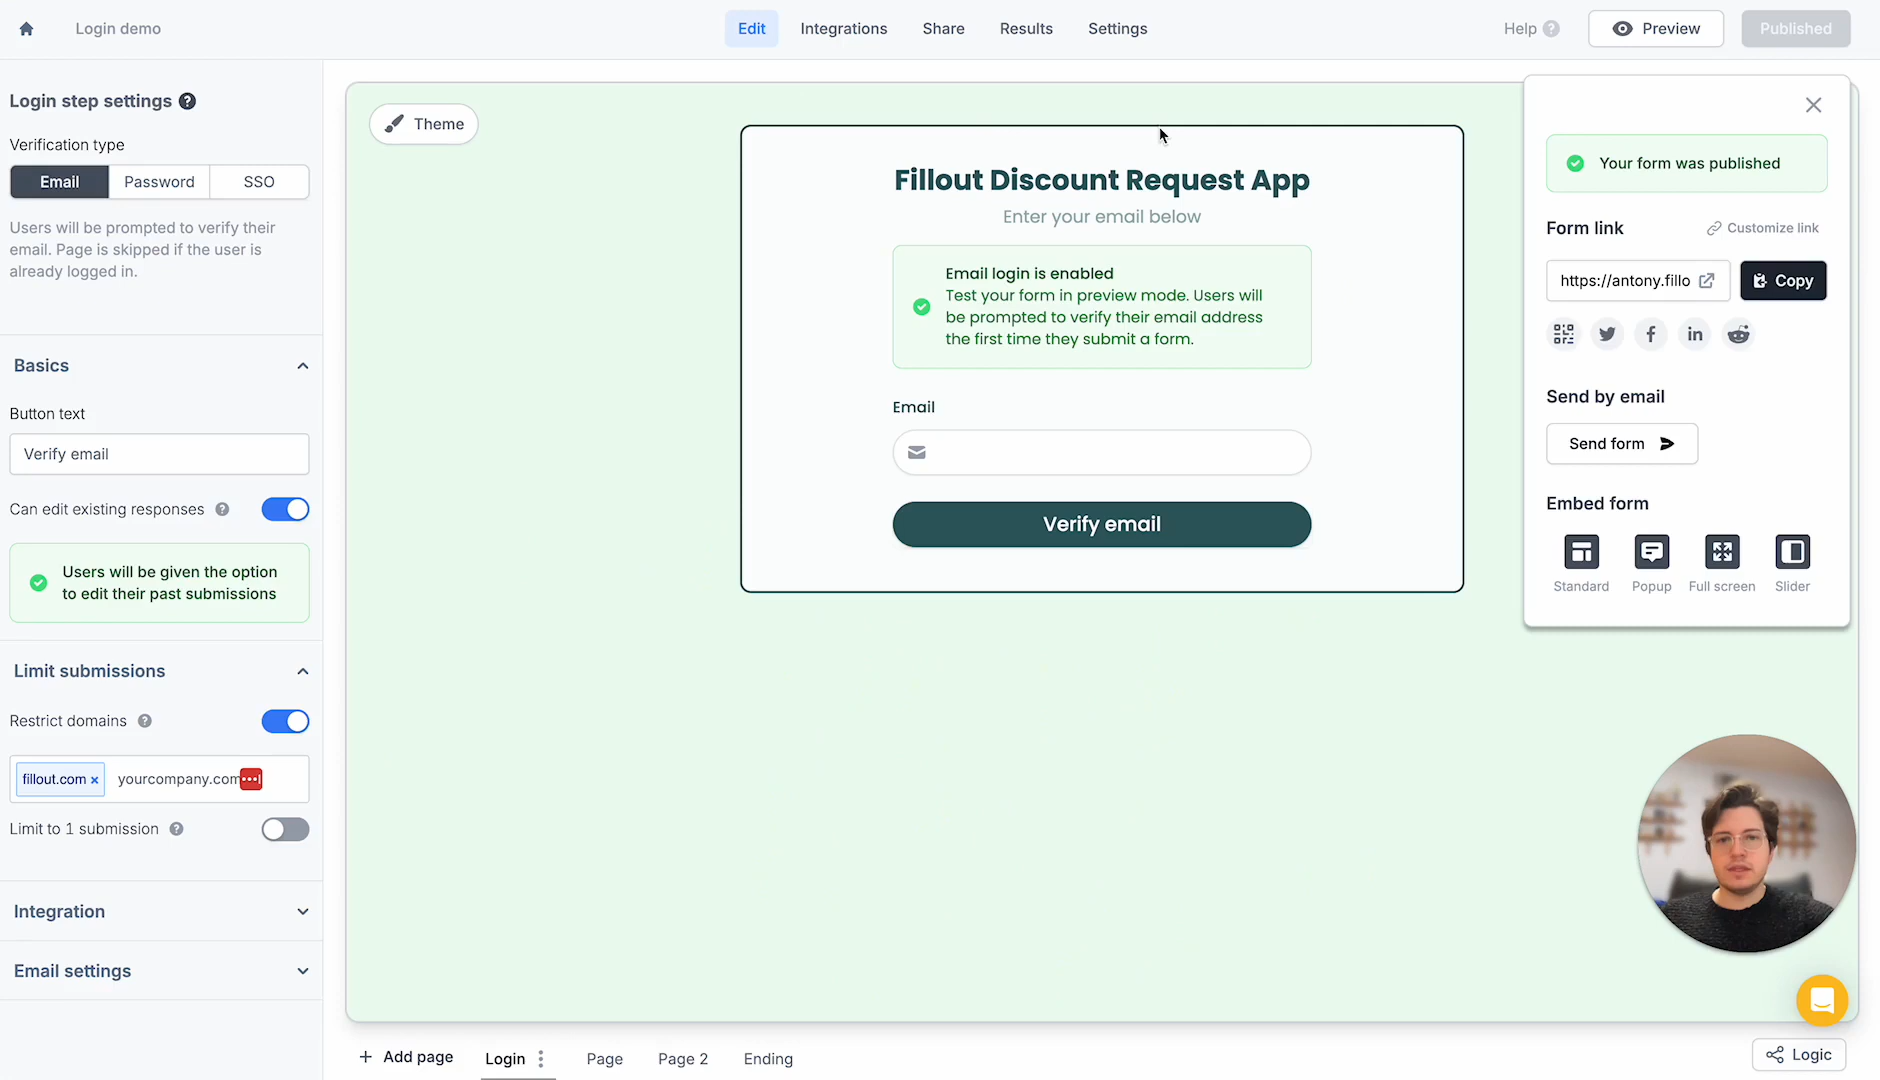 Login demo
Edit
Integrations
Share
Results
Settings
Help
Preview
Published
Login step settings
Verification type
Email
Password
SSO
Users will be prompted to verify their
email. Page is skipped if the user is
already logged in.
Basics
Button text
Verify email
Can edit existing responses
Users will be given the option
to edit their past submissions
Limit submissions
Restrict domains
fillout.com ×
yourcompany.com
Limit to 1 submission
Integration
Email settings
Theme
Fillout Discount Request App
Enter your email below
Email login is enabled
Test your form in preview mode. Users will
be prompted to verify their email address
the first time they submit a form.
Email
Verify email
Your form was published
Form link
Customize link
https://antony.fillo
Copy
Send by email
Send form
Embed form
Standard
Popup
Full screen
Slider
+ Add page
Login
Page
Page 2
Ending
Logic